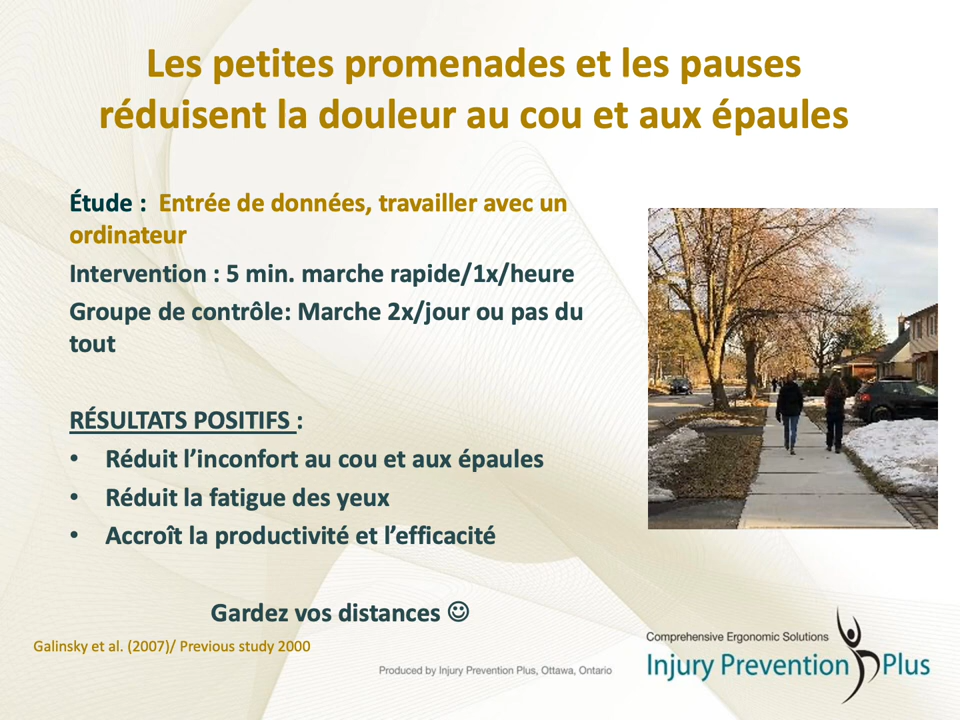 Les petites promenades et les pauses
réduisent la douleur au cou et aux épaules
Étude : Entrée de données, travailler avec un
ordinateur
Intervention : 5 min. marche rapide/1x/heure
Groupe de contrôle: Marche 2x/jour ou pas du
tout
RÉSULTATS POSITIFS :
• Réduit l’inconfort au cou et aux épaules
• Réduit la fatigue des yeux
• Accroît la productivité et l’efficacité
Gardez vos distances ☺
Galinsky et al. (2007)/ Previous study 2000
Produced by Injury Prevention Plus, Ottawa, Ontario
Comprehensive Ergonomic Solutions
Injury Prevention Plus